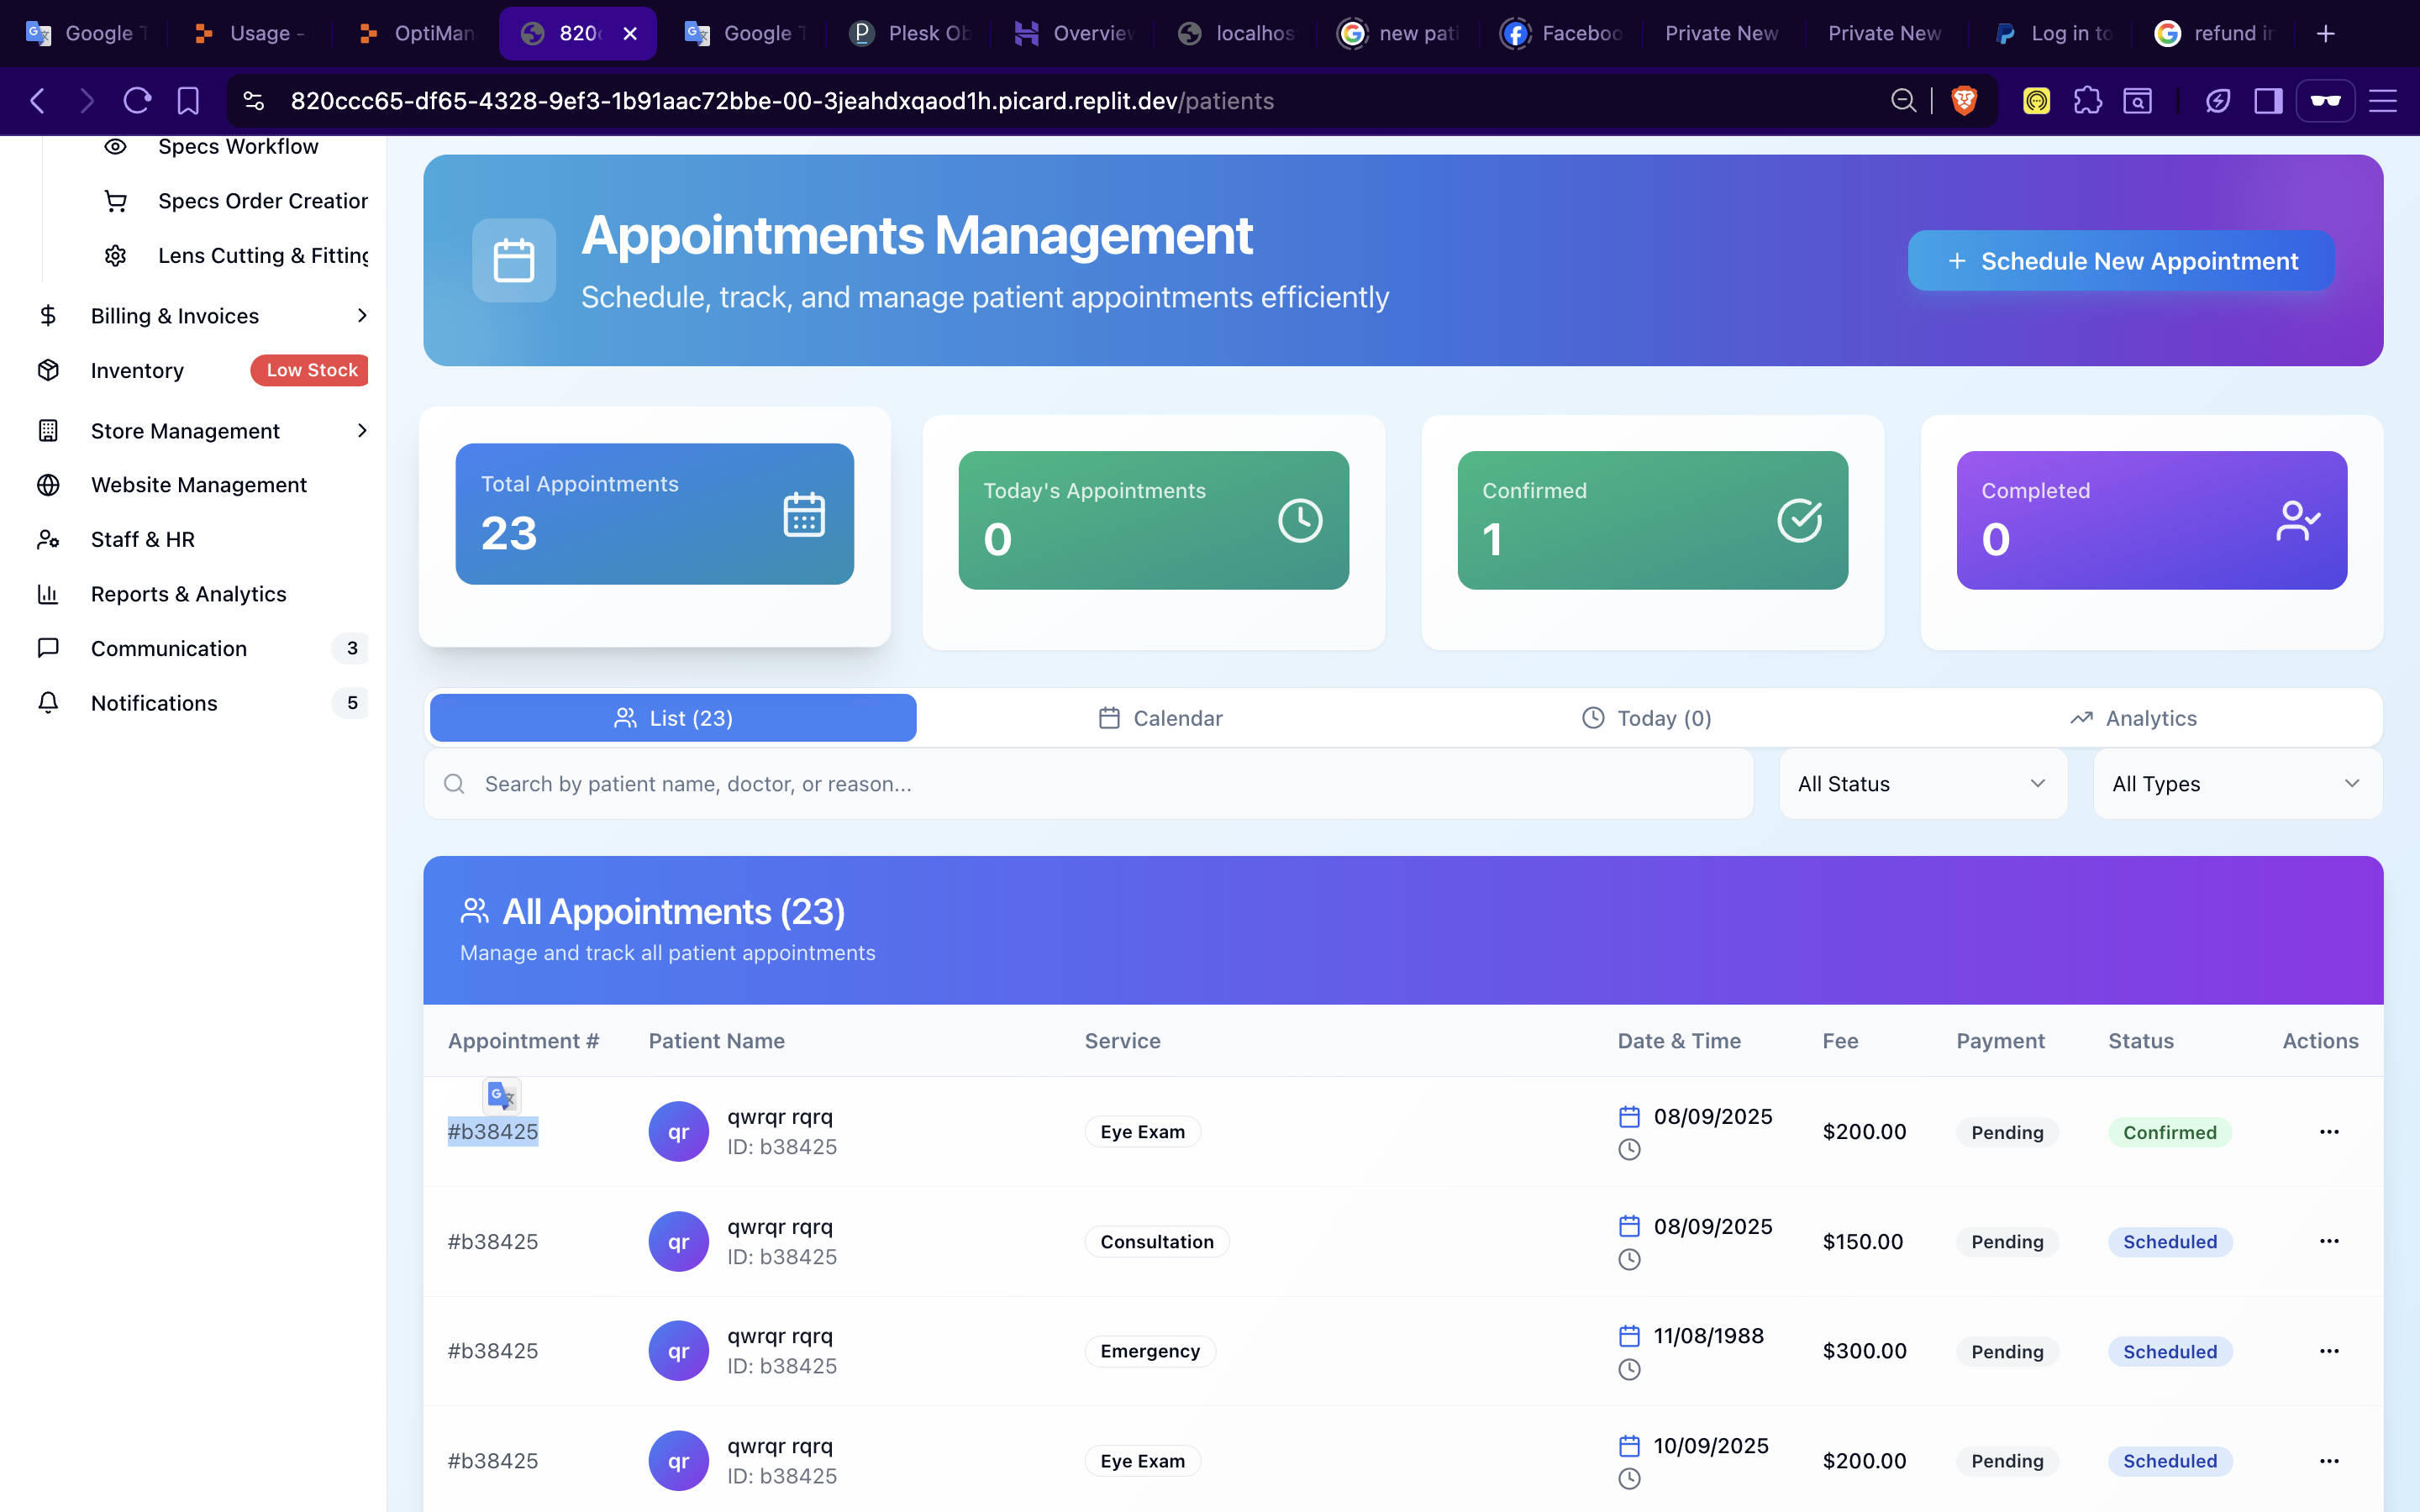 Google T
Usage -
OptiMan
820c
Google T
Plesk Ob
Overview
localhos
new pati
Faceboo
Private New
Private New
Log in to
refund in
820ccc65-df65-4328-9ef3-1b91aac72bbe-00-3jeahdxqaod1h.picard.replit.dev/patients
Specs Workflow
Specs Order Creation
Lens Cutting & Fitting
Billing & Invoices
Inventory
Low Stock
Store Management
Website Management
Staff & HR
Reports & Analytics
Communication
3
Notifications
5
Appointments Management
Schedule, track, and manage patient appointments efficiently
+ Schedule New Appointment
Total Appointments
23
Today's Appointments
0
Confirmed
1
Completed
0
List (23)
Calendar
Today (0)
Analytics
Search by patient name, doctor, or reason...
All Status
All Types
All Appointments (23)
Manage and track all patient appointments
Appointment # Patient Name Service Date & Time Fee Payment Status Actions
#b38425
qr
qwrqr rqrq
ID: b38425
Eye Exam
08/09/2025
$200.00
Pending
Confirmed
#b38425
qr
qwrqr rqrq
ID: b38425
Consultation
08/09/2025
$150.00
Pending
Scheduled
#b38425
qr
qwrqr rqrq
ID: b38425
Emergency
11/08/1988
$300.00
Pending
Scheduled
#b38425
qr
qwrqr rqrq
ID: b38425
Eye Exam
10/09/2025
$200.00
Pending
Scheduled